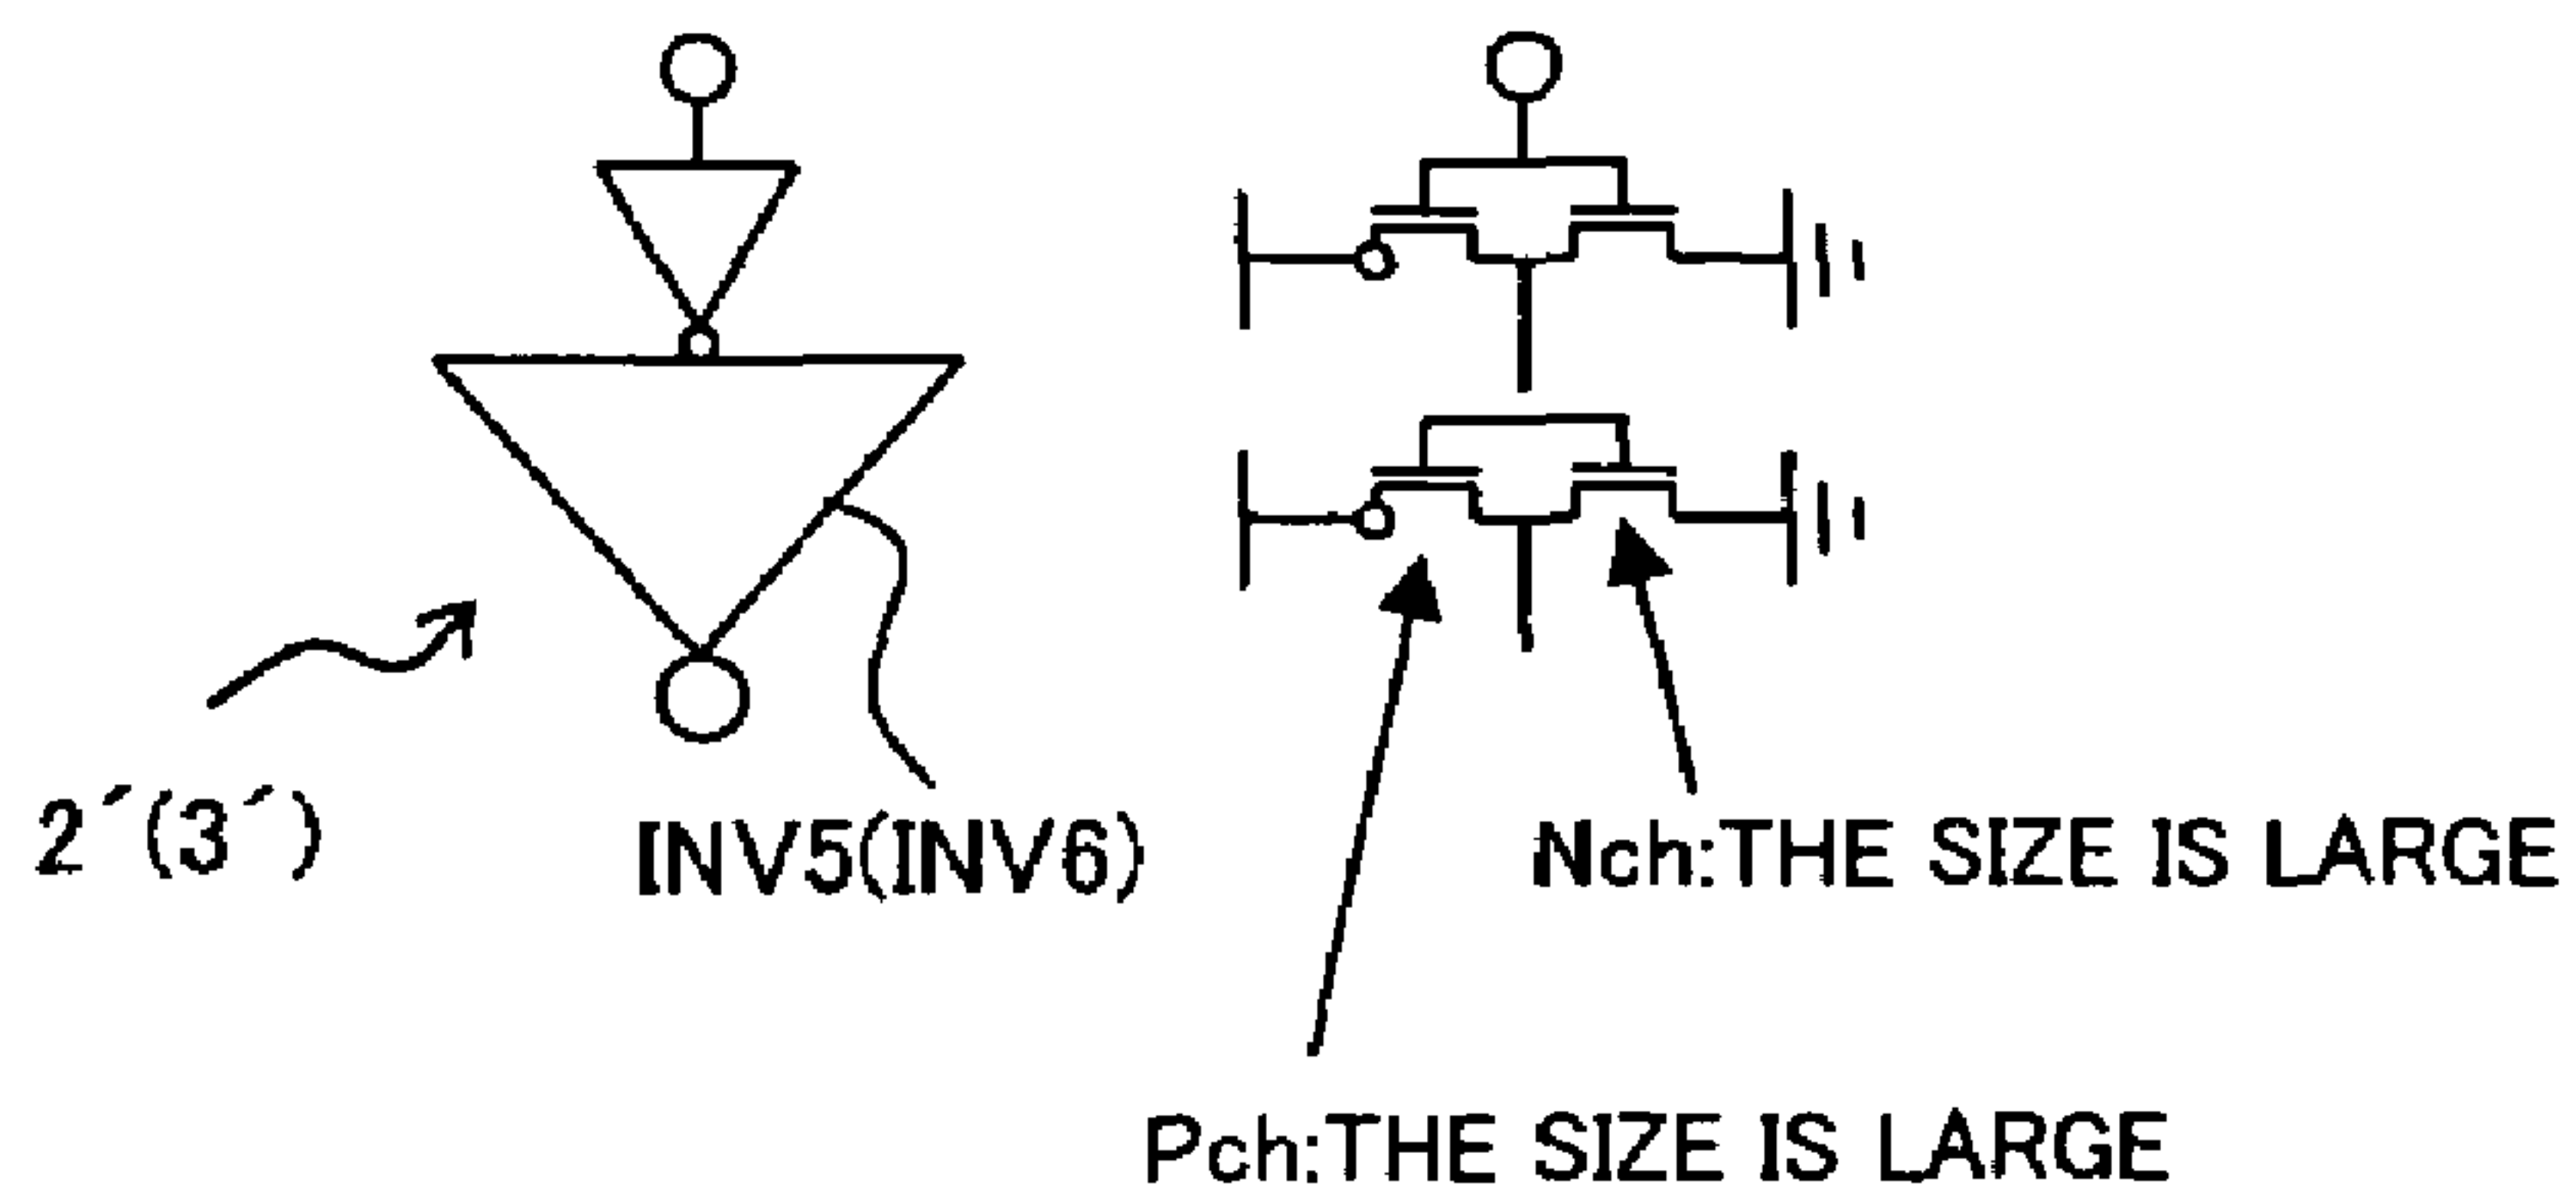 2´(3´)
INV5(INV6)
Nch:THE SIZE IS LARGE
Pch:THE SIZE IS LARGE